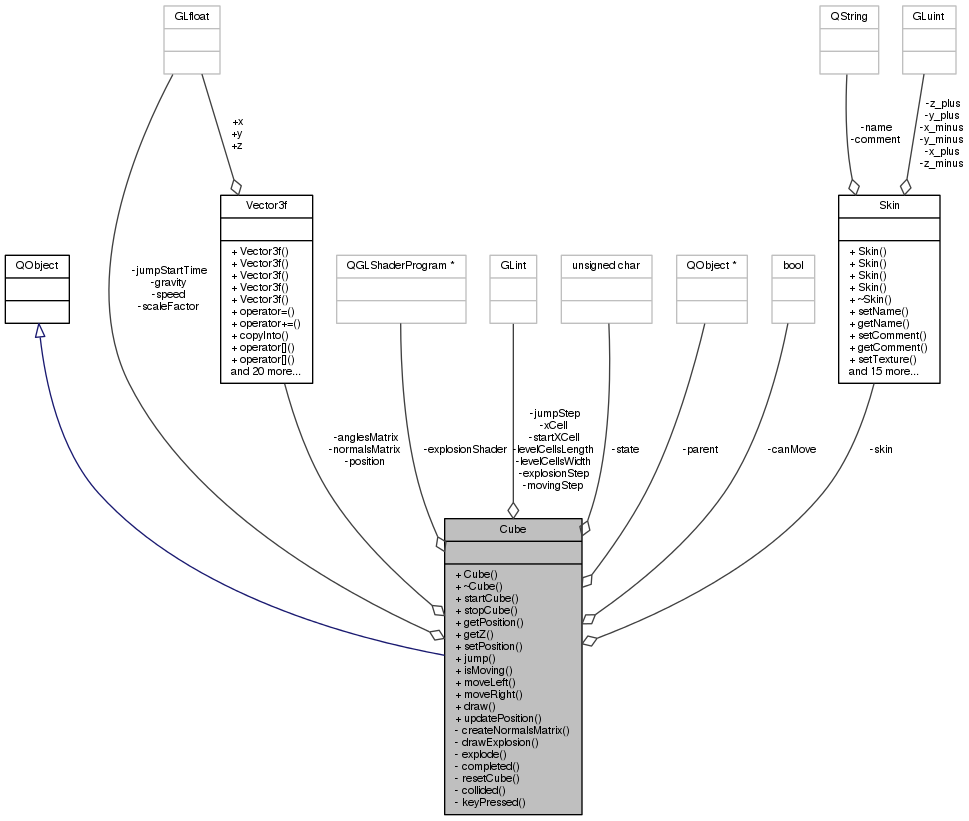 GLfloat
QString
GLuint
+x
+y
+z
-name
-comment
-z_plus
-y_plus
-x_minus
-y_minus
-x_plus
-z_minus
QObject
-jumpStartTime
-gravity
-speed
-scaleFactor
Vector3f
+ Vector3f()
+ Vector3f()
+ Vector3f()
+ Vector3f()
+ Vector3f()
+ operator=()
+ operator+=()
+ copyInto()
+ operator[]()
+ operator[]()
and 20 more...
QGLShaderProgram *
GLint
unsigned char
QObject *
bool
Skin
+ Skin()
+ Skin()
+ Skin()
+ Skin()
+ ~Skin()
+ setName()
+ getName()
+ setComment()
+ getComment()
+ setTexture()
and 15 more...
-anglesMatrix
-normalsMatrix
-position
-explosionShader
-jumpStep
-xCell
-startXCell
-levelCellsLength
-levelCellsWidth
-explosionStep
-movingStep
-state
-parent
-canMove
-skin
Cube
+ Cube()
+ ~Cube()
+ startCube()
+ stopCube()
+ getPosition()
+ getZ()
+ setPosition()
+ jump()
+ isMoving()
+ moveLeft()
+ moveRight()
+ draw()
+ updatePosition()
- createNormalsMatrix()
- drawExplosion()
- explode()
- completed()
- resetCube()
- collided()
- keyPressed()